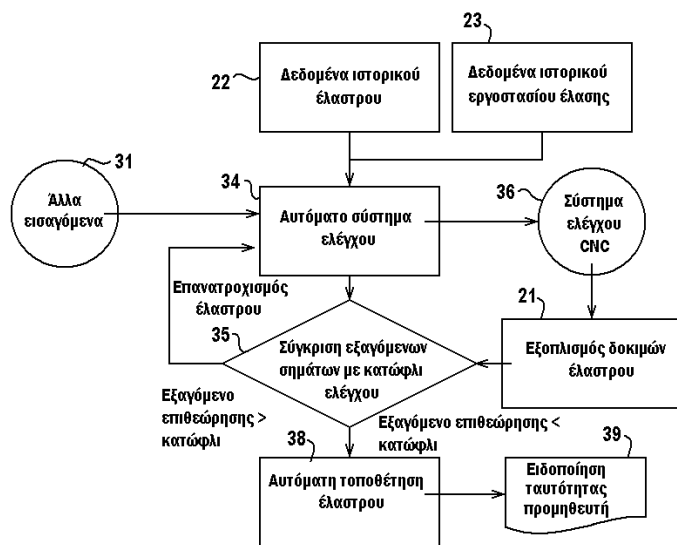 23
22
Δεδομένα ιστορικού
έλαστρου
Δεδομένα ιστορικού
εργοστασίου έλασης
31
Άλλα
εισαγόμενα
34
Αυτόματο σύστημα
ελέγχου
36
Σύστημα
ελέγχου
CNC
Επανατροχισμός
έλαστρου
35
Σύγκριση εξαγόμενων
σημάτων με κατώφλι
ελέγχου
21
Εξοπλισμός δοκιμών
έλαστρου
Εξαγόμενο
επιθεώρησης >
κατώφλι
Εξαγόμενο επιθεώρησης <
κατώφλι
38
Αυτόματη τοποθέτηση
έλαστρου
39
Ειδοποίηση
ταυτότητας
προμηθευτή